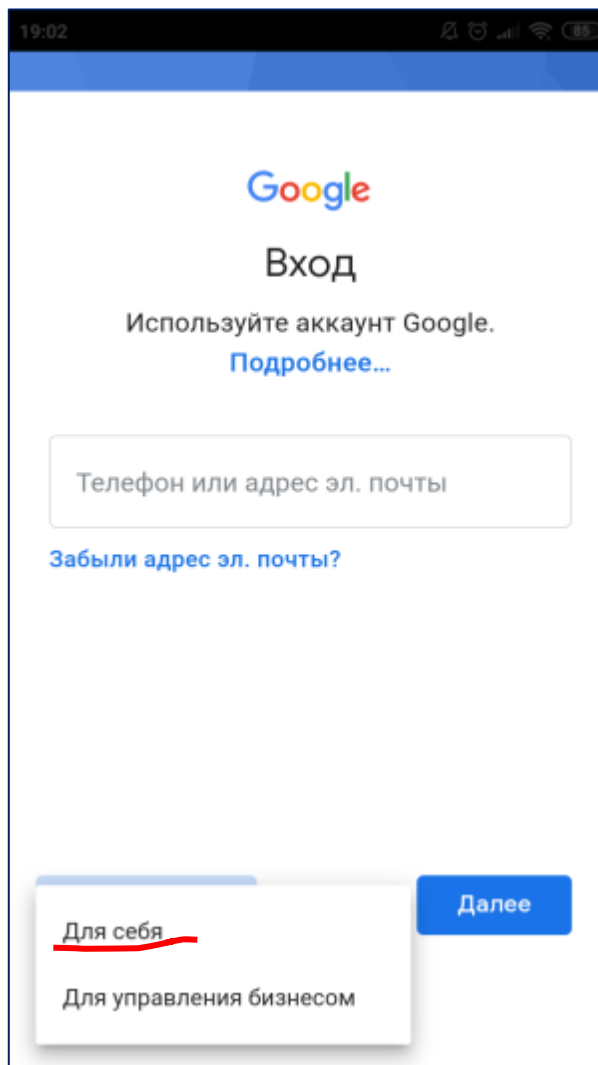 19:02
85
Google
Вход
Используйте аккаунт Google.
Подробнее...
Телефон или адрес эл. почты
Забыли адрес эл. почты?
Далее
Для себя
Для управления бизнесом